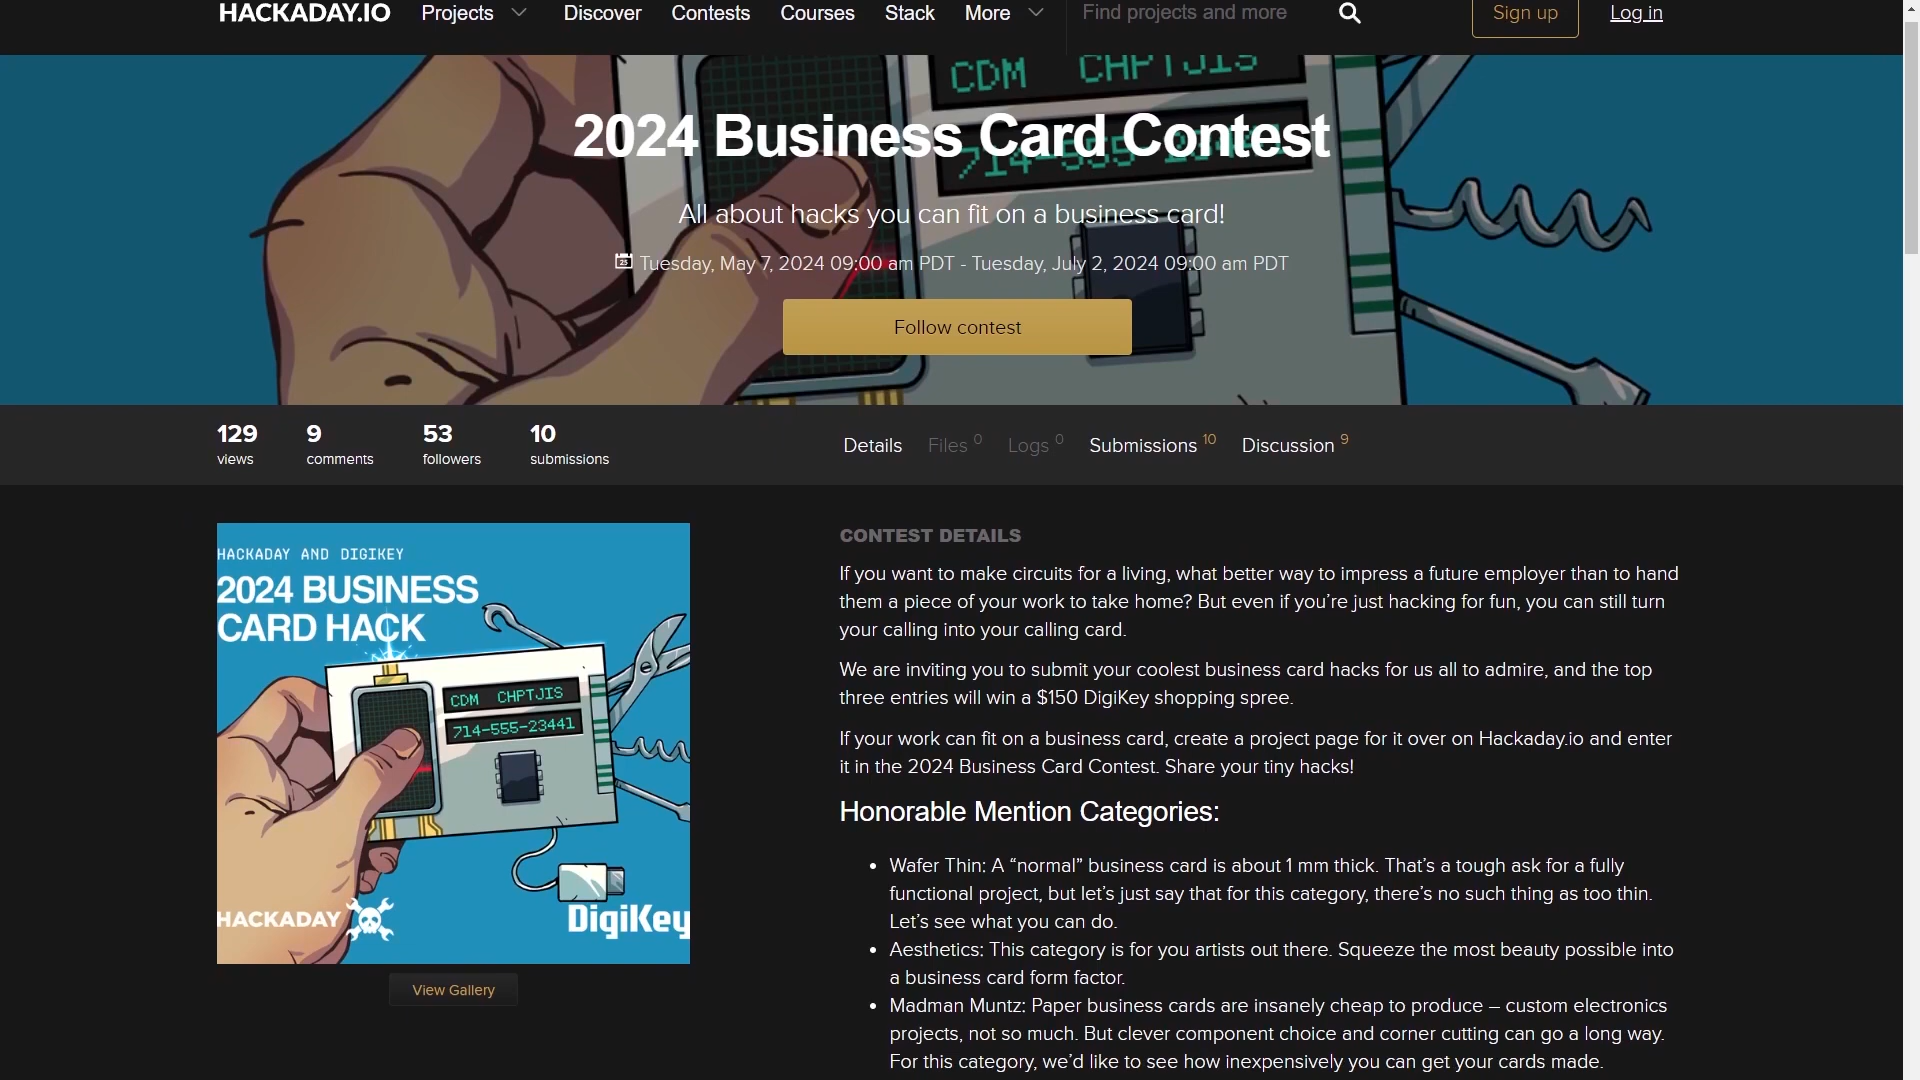 HACKADAY.IO Projects Discover Contests Courses Stack More Find projects and more Sign up Log in
CDM CHPTJIS
714-555-
2024 Business Card Contest
All about hacks you can fit on a business card!
25 Tuesday, May 7, 2024 09:00 am PDT - Tuesday, July 2, 2024 09:00 am PDT
Follow contest
129 9 53 10
views comments followers submissions
Details Files 0 Logs 0 Submissions 10 Discussion 9
HACKADAY AND DIGIKEY
2024 BUSINESS
CARD HACK
CDM CHPTJIS
714-555-23441
HACKADAY
DigiKey
View Gallery
CONTEST DETAILS
If you want to make circuits for a living, what better way to impress a future employer than to hand
them a piece of your work to take home? But even if you’re just hacking for fun, you can still turn
your calling into your calling card.
We are inviting you to submit your coolest business card hacks for us all to admire, and the top
three entries will win a $150 DigiKey shopping spree.
If your work can fit on a business card, create a project page for it over on Hackaday.io and enter
it in the 2024 Business Card Contest. Share your tiny hacks!
Honorable Mention Categories:
• Wafer Thin: A “normal” business card is about 1 mm thick. That’s a tough ask for a fully
functional project, but let’s just say that for this category, there’s no such thing as too thin.
Let’s see what you can do.
• Aesthetics: This category is for you artists out there. Squeeze the most beauty possible into
a business card form factor.
• Madman Muntz: Paper business cards are insanely cheap to produce – custom electronics
projects, not so much. But clever component choice and corner cutting can go a long way.
For this category, we’d like to see how inexpensively you can get your cards made.